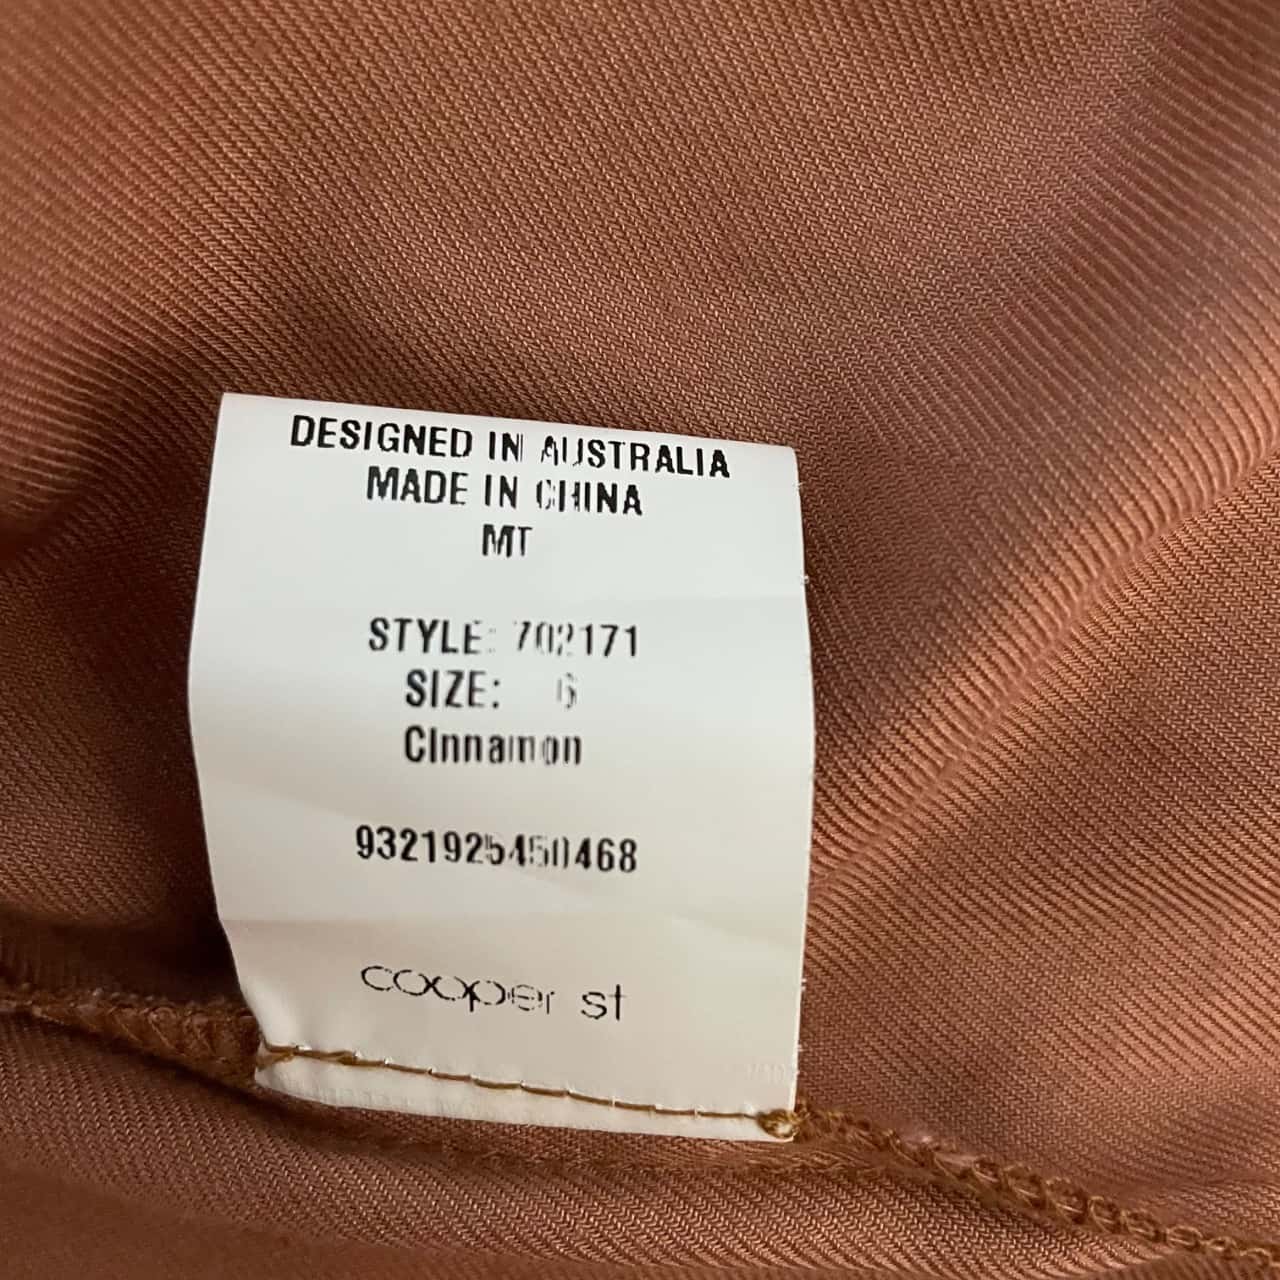 DESIGNED IN AUSTRALIA
MADE IN CHINA
MT
STYLE: 702171
SIZE: 6
Cinnamon
9321925450468
cooper st